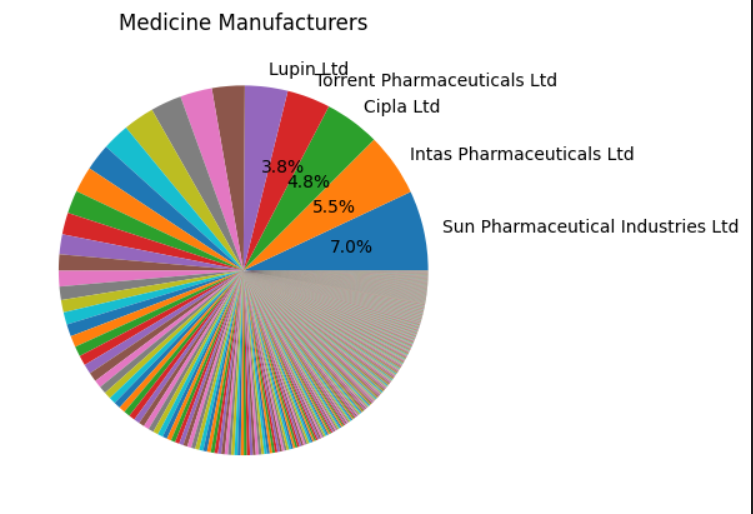 Medicine Manufacturers
Lupin Ltd
Torrent Pharmaceuticals Ltd
Cipla Ltd
Intas Pharmaceuticals Ltd
Sun Pharmaceutical Industries Ltd
3.8%
4.8%
5.5%
7.0%